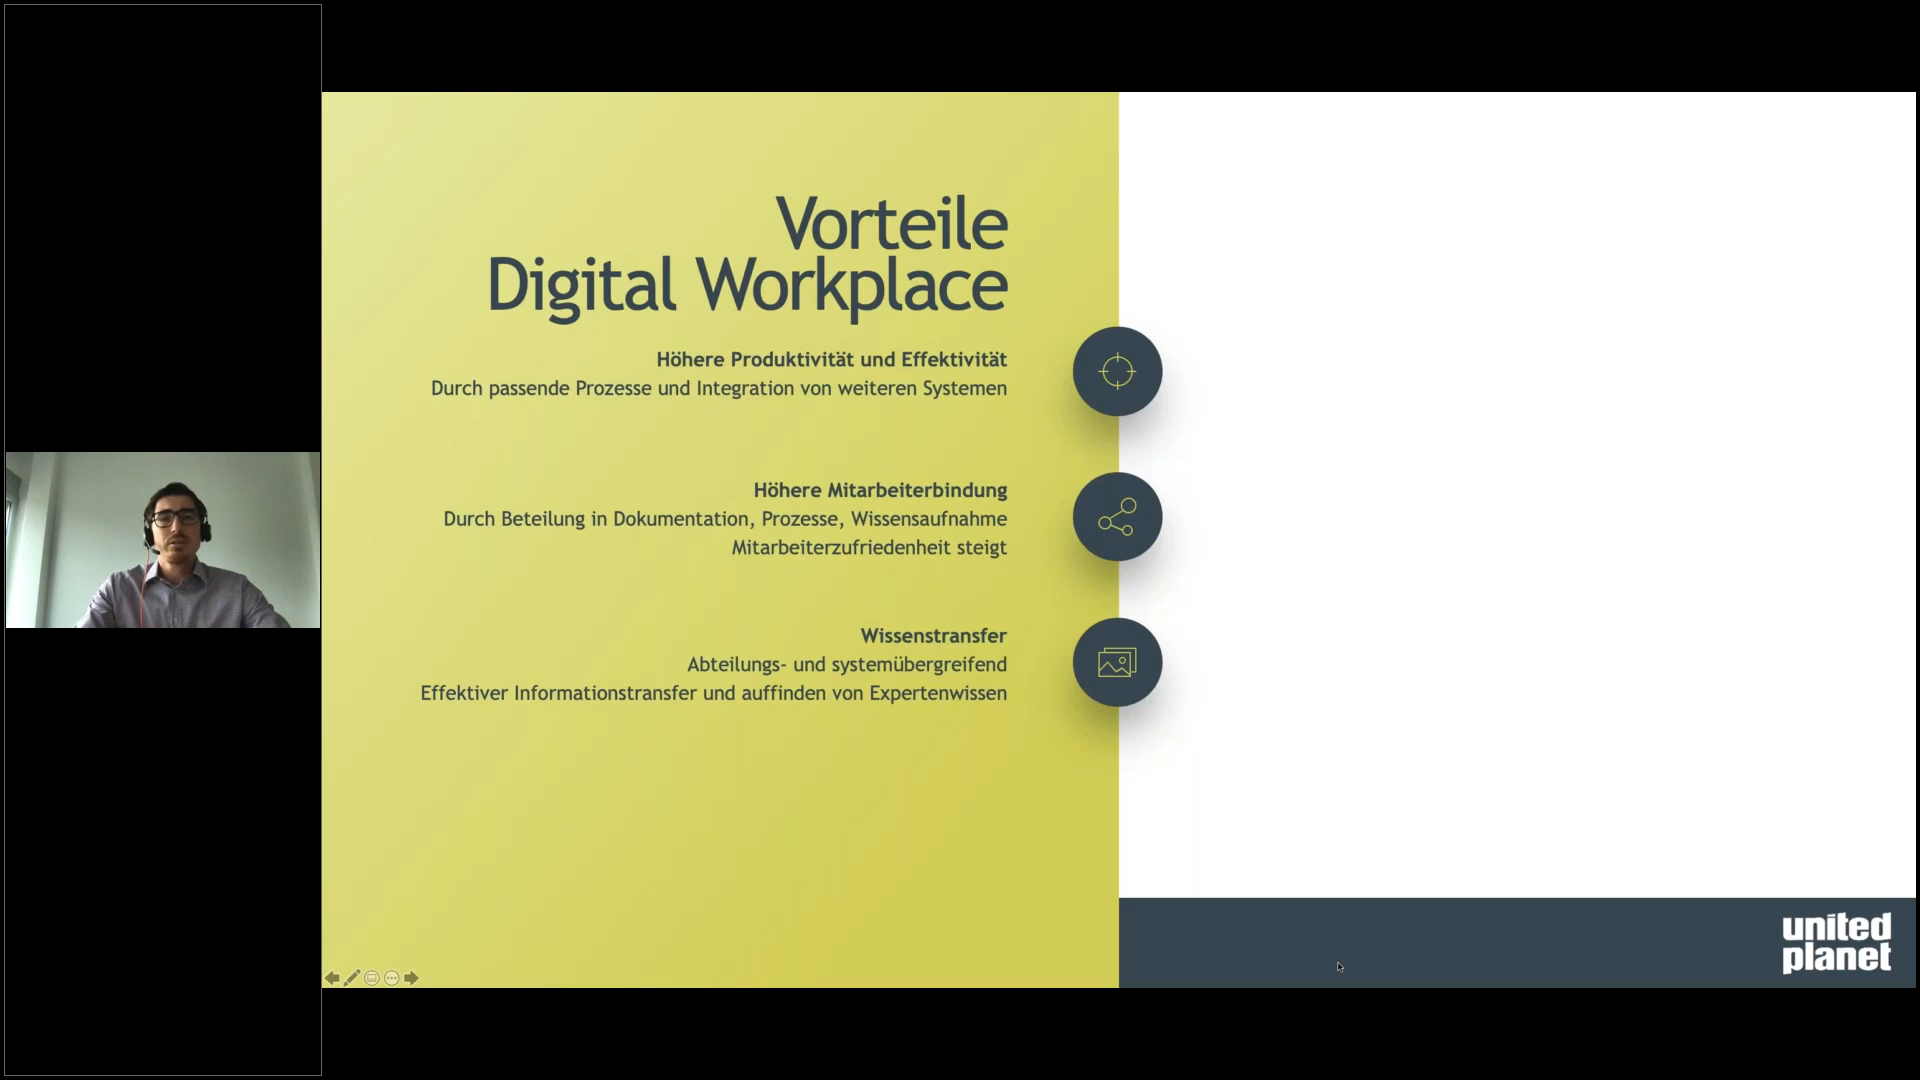 Vorteile
Digital Workplace
Höhere Produktivität und Effektivität
Durch passende Prozesse und Integration von weiteren Systemen
Höhere Mitarbeiterbindung
Durch Beteilung in Dokumentation, Prozesse, Wissensaufnahme
Mitarbeiterzufriedenheit steigt
Wissenstransfer
Abteilungs- und systemübergreifend
Effektiver Informationstransfer und auffinden von Expertenwissen
united
planet